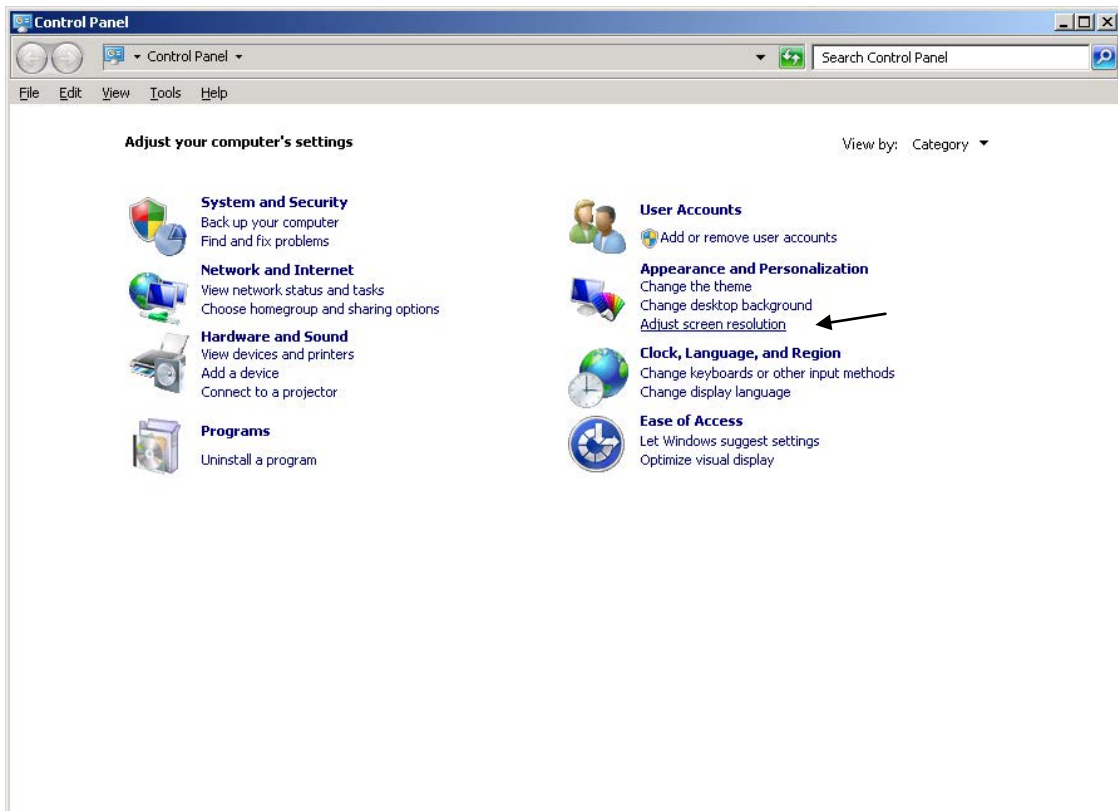 Control Panel
Control Panel
Search Control Panel
File Edit View Tools Help
Adjust your computer's settings
View by: Category
System and Security
Back up your computer
Find and fix problems
Network and Internet
View network status and tasks
Choose homegroup and sharing options
Hardware and Sound
View devices and printers
Add a device
Connect to a projector
Programs
Uninstall a program
User Accounts
Add or remove user accounts
Appearance and Personalization
Change the theme
Change desktop background
Adjust screen resolution
Clock, Language, and Region
Change keyboards or other input methods
Change display language
Ease of Access
Let Windows suggest settings
Optimize visual display